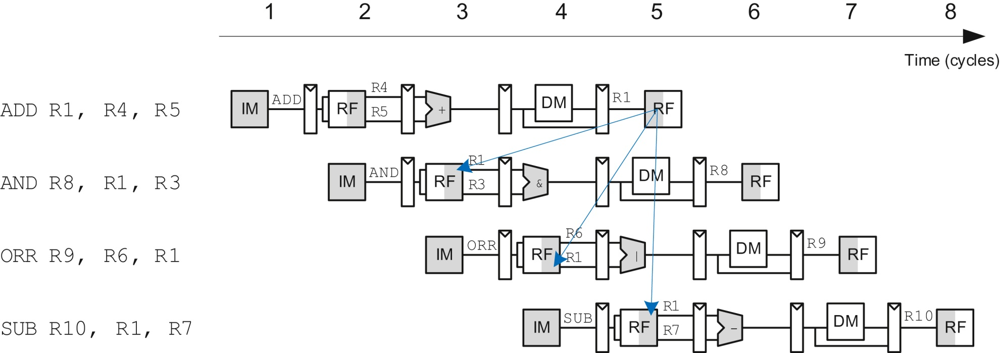 1 2 3 4 5 6 7 8
Time (cycles)
ADD R1, R4, R5 IM ADD RF R4 R5 + DM R1 RF
AND R8, R1, R3 IM AND RF R1 R3 & DM R8 RF
ORR R9, R6, R1 IM ORR RF R6 R1 | DM R9 RF
SUB R10, R1, R7 IM SUB RF R1 R7 - DM R10 RF